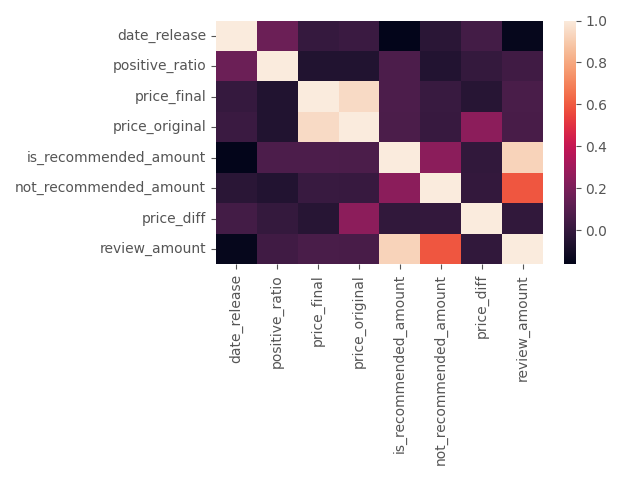 date_release
positive_ratio
price_final
price_original
is_recommended_amount
not_recommended_amount
price_diff
review_amount
date_release
positive_ratio
price_final
price_original
is_recommended_amount
not_recommended_amount
price_diff
review_amount
1.0
0.8
0.6
0.4
0.2
0.0